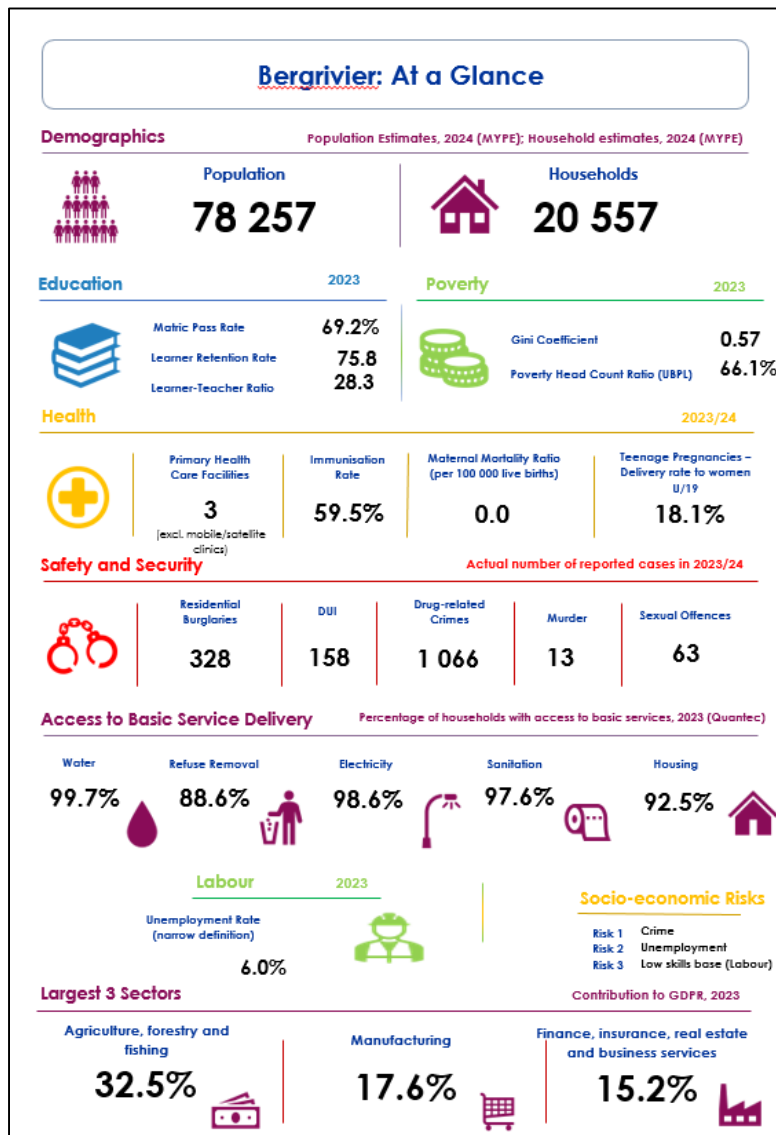 Bergrivier: At a Glance
Demographics
Population Estimates, 2024 (MYPE); Household estimates, 2024 (MYPE)
Population
78 257
Households
20 557
Education
2023
Matric Pass Rate
69.2%
Learner Retention Rate
75.8
Learner-Teacher Ratio
28.3
Poverty
2023
Gini Coefficient
0.57
Poverty Head Count Ratio (UBPL)
66.1%
Health
2023/24
Primary Health
Care Facilities
3
(excl. mobile/satellite
clinics)
Immunisation
Rate
59.5%
Maternal Mortality Ratio
(per 100 000 live births)
0.0
Teenage Pregnancies –
Delivery rate to women
U/19
18.1%
Safety and Security
Actual number of reported cases in 2023/24
Residential
Burglaries
328
DUI
158
Drug-related
Crimes
1 066
Murder
13
Sexual Offences
63
Access to Basic Service Delivery
Percentage of households with access to basic services, 2023 (Quantec)
Water
99.7%
Refuse Removal
88.6%
Electricity
98.6%
Sanitation
97.6%
Housing
92.5%
Labour
2023
Unemployment Rate
(narrow definition)
6.0%
Socio-economic Risks
Risk 1 Crime
Risk 2 Unemployment
Risk 3 Low skills base (Labour)
Largest 3 Sectors
Contribution to GDPR, 2023
Agriculture, forestry and
fishing
32.5%
Manufacturing
17.6%
Finance, insurance, real estate
and business services
15.2%